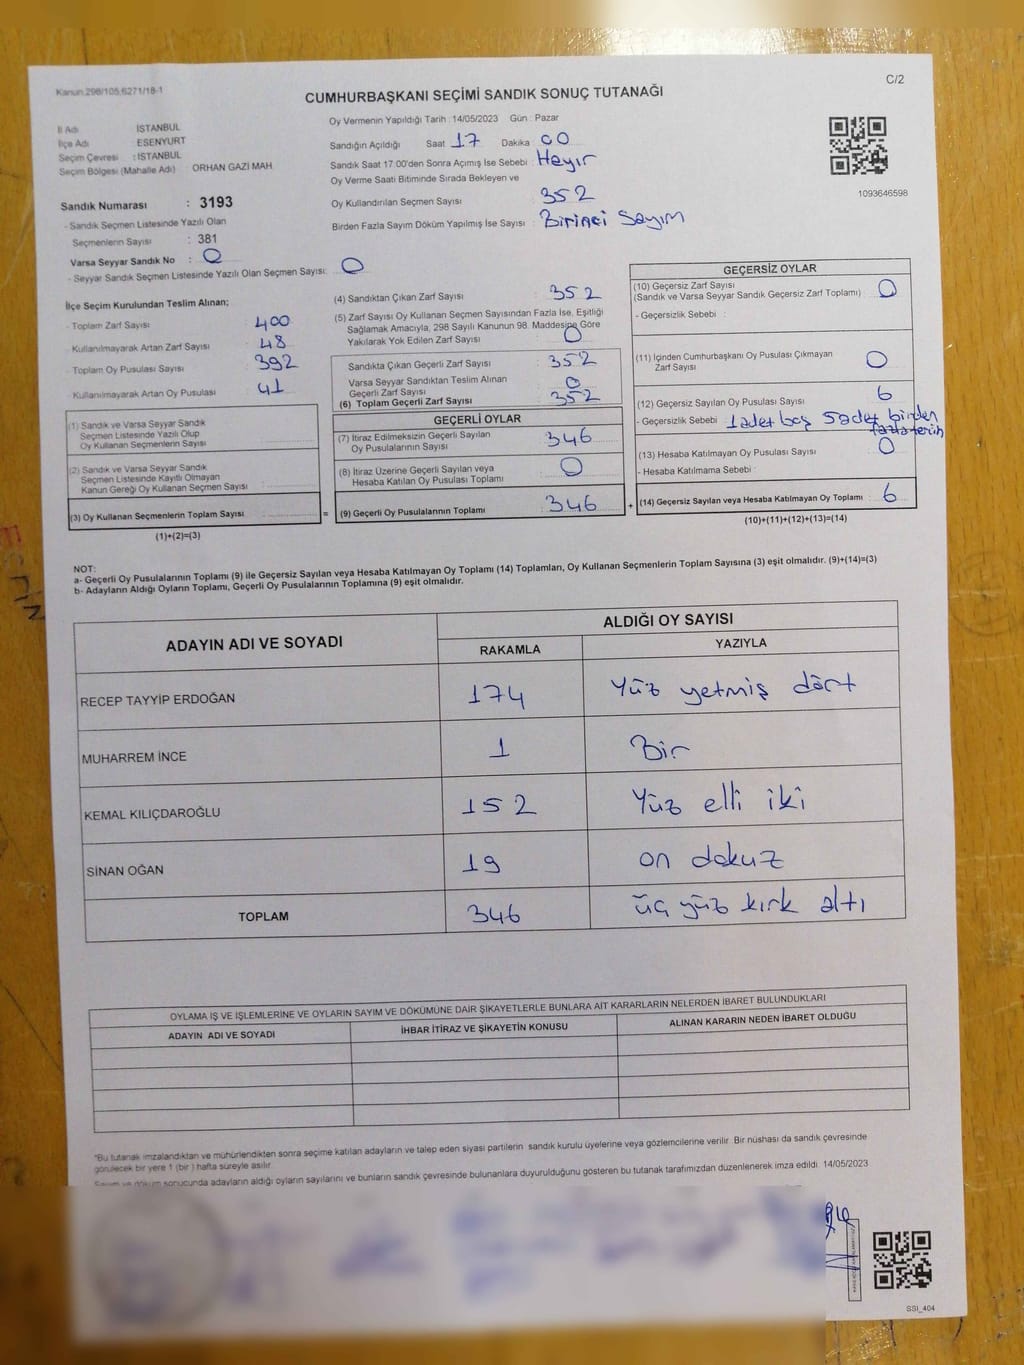 Kanun 298/105,6271/18-1
C/2
CUMHURBAŞKANI SEÇİMİ SANDIK SONUÇ TUTANAĞI
İl Adı İSTANBUL
İlçe Adı ESENYURT
Seçim Çevresi : İSTANBUL
Seçim Bölgesi (Mahalle Adı) ORHAN GAZİ MAH
Sandık Numarası : 3193
- Sandık Seçmen Listesinde Yazılı Olan
Seçmenlerin Sayısı : 381
Varsa Seyyar Sandık No : 0
- Seyyar Sandık Seçmen Listesinde Yazılı Olan Seçmen Sayısı: 0
Oy Vermenin Yapıldığı Tarih : 14/05/2023 Gün : Pazar
Sandığın Açıldığı Saat 17 Dakika 00
Sandık Saat 17:00'den Sonra Açılmış İse Sebebi : Hayır
Oy Verme Saati Bitiminde Sırada Bekleyen ve
Oy Kullandırılan Seçmen Sayısı : 352
Birden Fazla Sayım Döküm Yapılmış İse Sayısı : Birinci Sayım
1093646598
İlçe Seçim Kurulundan Teslim Alınan;
- Toplam Zarf Sayısı : 400
- Kullanılmayarak Artan Zarf Sayısı : 48
- Toplam Oy Pusulası Sayısı : 392
- Kullanılmayarak Artan Oy Pusulası : 41
(1) Sandık ve Varsa Seyyar Sandık
Seçmen Listesinde Yazılı Olup
Oy Kullanan Seçmenlerin Sayısı
(2) Sandık ve Varsa Seyyar Sandık
Seçmen Listesinde Kayıtlı Olmayan
Kanun Gereği Oy Kullanan Seçmen Sayısı
(3) Oy Kullanan Seçmenlerin Toplam Sayısı =
(1)+(2)=(3)
(4) Sandıktan Çıkan Zarf Sayısı : 352
(5) Zarf Sayısı Oy Kullanan Seçmen Sayısından Fazla İse, Eşitliği
Sağlamak Amacıyla, 298 Sayılı Kanunun 98. Maddesine Göre
Yakılarak Yok Edilen Zarf Sayısı : 0
Sandıkta Çıkan Geçerli Zarf Sayısı : 352
Varsa Seyyar Sandıktan Teslim Alınan
Geçerli Zarf Sayısı : 0
(6) Toplam Geçerli Zarf Sayısı : 352
GEÇERLİ OYLAR
(7) İtiraz Edilmeksizin Geçerli Sayılan
Oy Pusulası Sayısı : 346
(8) İtiraz Üzerine Geçerli Sayılan veya
Hesaba Katılan Oy Pusulası Toplamı : 0
(9) Geçerli Oy Pusulalarının Toplamı : 346 +
GEÇERSİZ OYLAR
(10) Geçersiz Zarf Sayısı
(Sandık ve Varsa Seyyar Sandık Geçersiz Zarf Toplamı) : 0
- Geçersizlik Sebebi :
(11) İçinden Cumhurbaşkanı Oy Pusulası Çıkmayan
Zarf Sayısı : 0
(12) Geçersiz Sayılan Oy Pusulası Sayısı : 6
- Geçersizlik Sebebi : 1 adet boş 5 adet birden
fazla tercih
(13) Hesaba Katılmayan Oy Pusulası Sayısı : 0
- Hesaba Katılmama Sebebi :
(14) Geçersiz Sayılan veya Hesaba Katılmayan Oy Toplamı : 6
(10)+(11)+(12)+(13)=(14)
NOT:
a- Geçerli Oy Pusulalarının Toplamı (9) ile Geçersiz Sayılan veya Hesaba Katılmayan Oy Toplamı (14) Toplamları, Oy Kullanan Seçmenlerin Toplam Sayısına (3) eşit olmalıdır. (9)+(14)=(3)
b- Adayların Aldığı Oyların Toplamı, Geçerli Oy Pusulalarının Toplamına (9) eşit olmalıdır.
ADAYIN ADI VE SOYADI
ALDIĞI OY SAYISI
RAKAMLA YAZIYLA
RECEP TAYYİP ERDOĞAN 174 Yüz yetmiş dört
MUHARREM İNCE 1 Bir
KEMAL KILIÇDAROĞLU 152 Yüz elli iki
SİNAN OĞAN 19 on dokuz
TOPLAM 346 üç yüz kırk altı
OYLAMA İŞ VE İŞLEMLERİNE VE OYLARIN SAYIM VE DÖKÜMÜNE DAİR ŞİKAYETLERLE BUNLARA AİT KARARLARIN NELERDEN İBARET BULUNDUKLARI
ADAYIN ADI VE SOYADI İHBAR İTİRAZ VE ŞİKAYETİN KONUSU ALINAN KARARIN NEDEN İBARET OLDUĞU
*Bu tutanak imzalandıktan ve mühürlendikten sonra seçime katılan adayların ve talep eden siyasi partilerin sandık kurulu üyelerine veya gözlemcilerine verilir. Bir nüshası da sandık çevresinde
görülecek bir yere 1 (bir) hafta süreyle asılır.
Sayım ve döküm sonucunda adayların aldığı oyların sayılarını ve bunların sandık çevresinde bulunanlara duyurulduğunu gösteren bu tutanak tarafımızdan düzenlenerek imza edildi. 14/05/2023
SSI_404